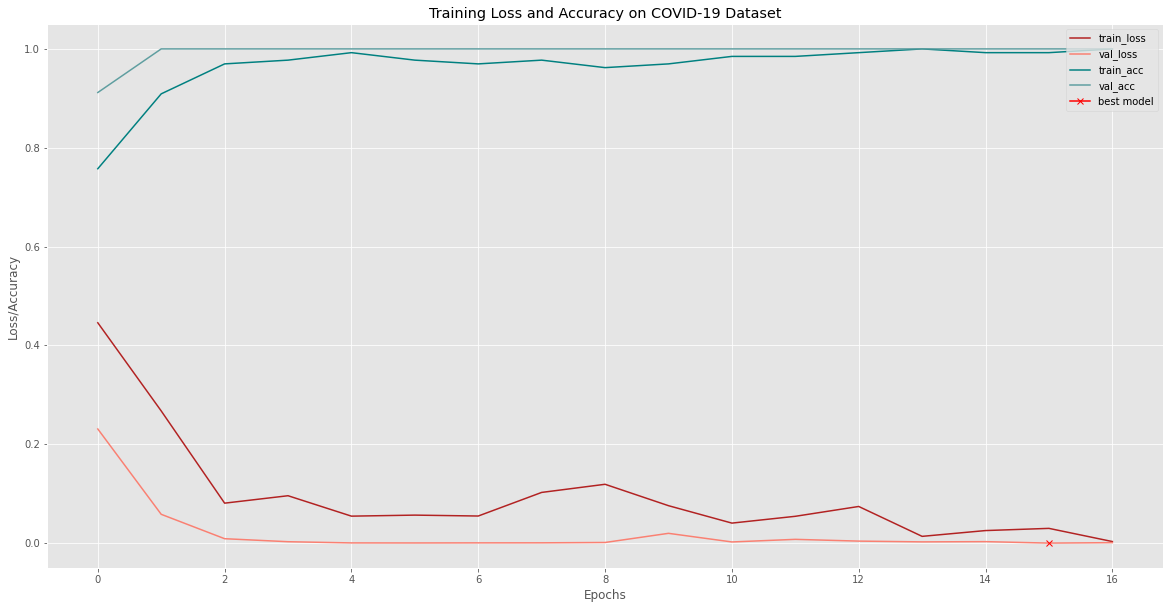 Training Loss and Accuracy on COVID-19 Dataset
train_loss
val_loss
train_acc
val_acc
best model
Loss/Accuracy
1.0
0.8
0.6
0.4
0.2
0.0
0 2 4 6 8 10 12 14 16
Epochs